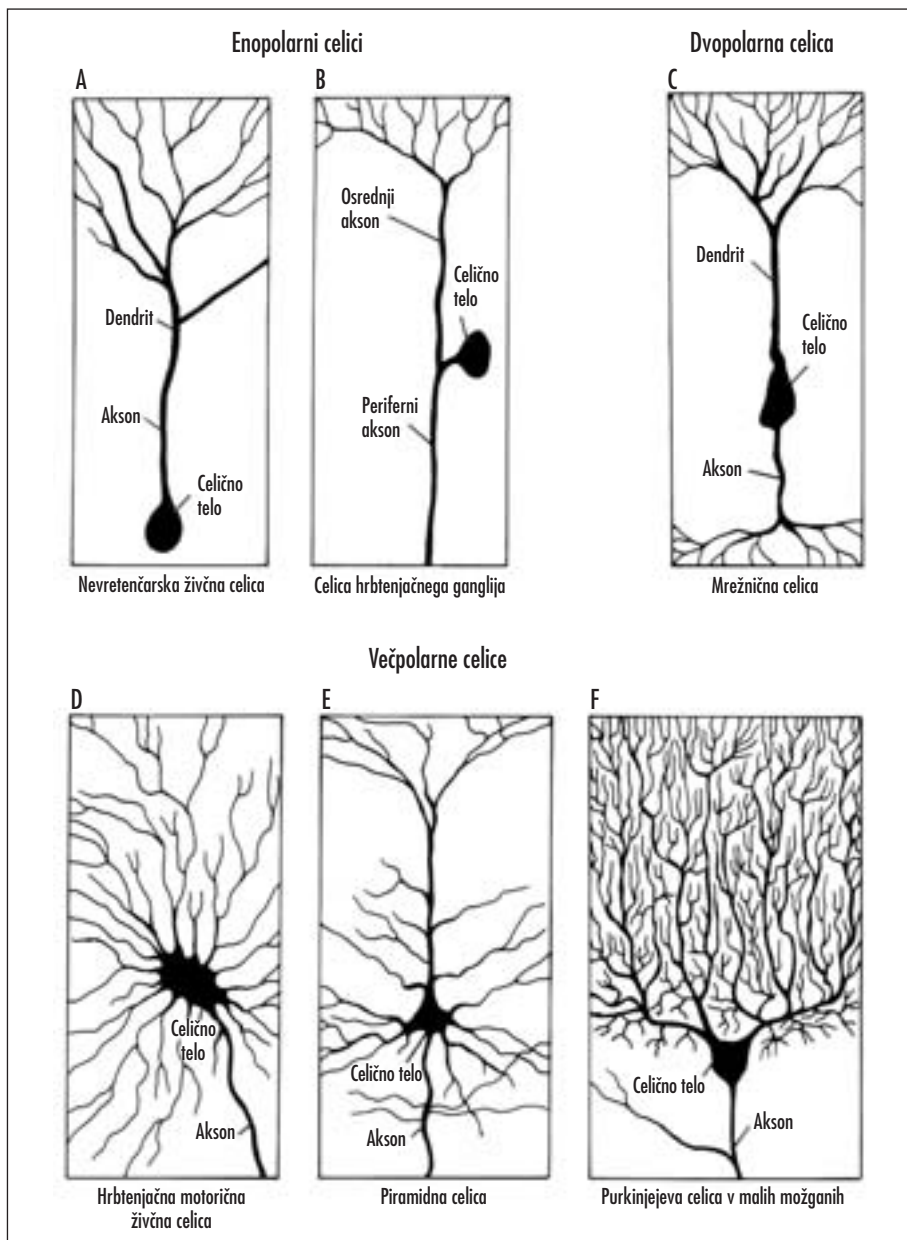 Enopolarni celici
Dvopolarna celica
A
B
C
Dendrit
Akson
Celično
telo
Osrednji
akson
Celično
telo
Periferni
akson
Dendrit
Celično
telo
Akson
Nevretenčarska živčna celica
Celica hrbtenjačnega ganglija
Mrežnična celica
Večpolarne celice
D
E
F
Celično
telo
Akson
Celično telo
Akson
Celično telo
Akson
Hrbtenjačna motorična
živčna celica
Piramidna celica
Purkinjejeva celica v malih možganih